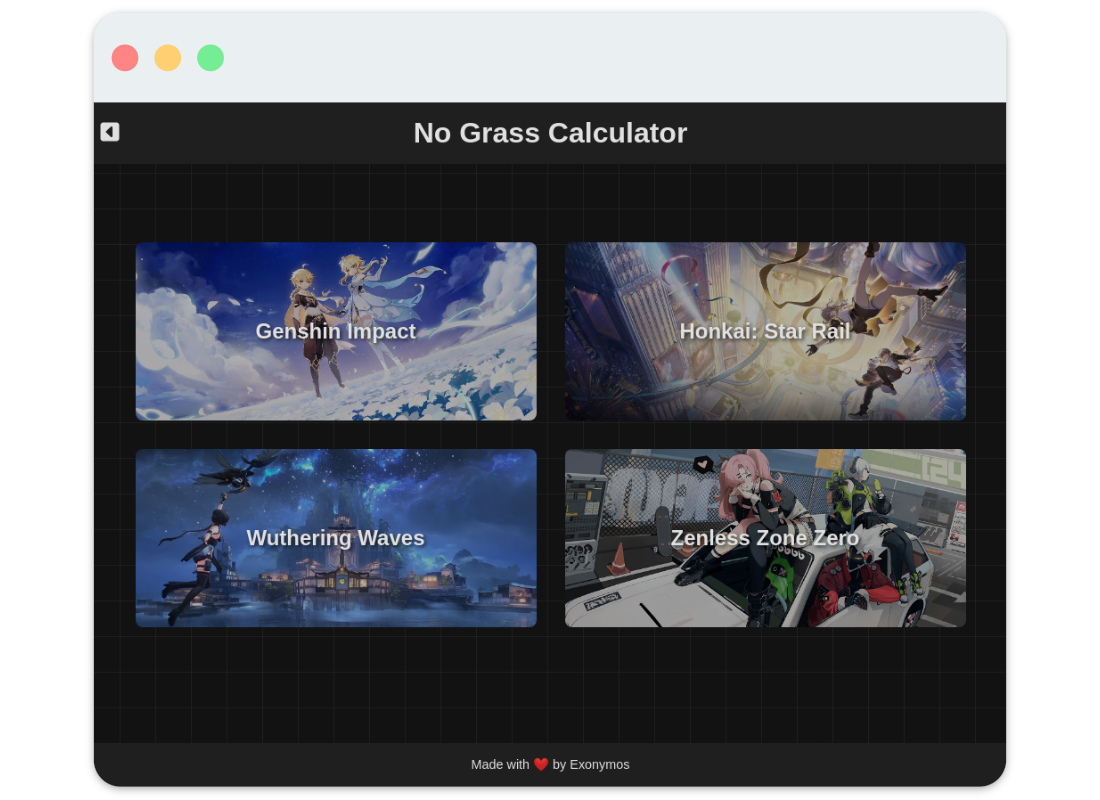 No Grass Calculator
Genshin Impact
Honkai: Star Rail
Wuthering Waves
Zenless Zone Zero
Made with ❤️ by Exonymos